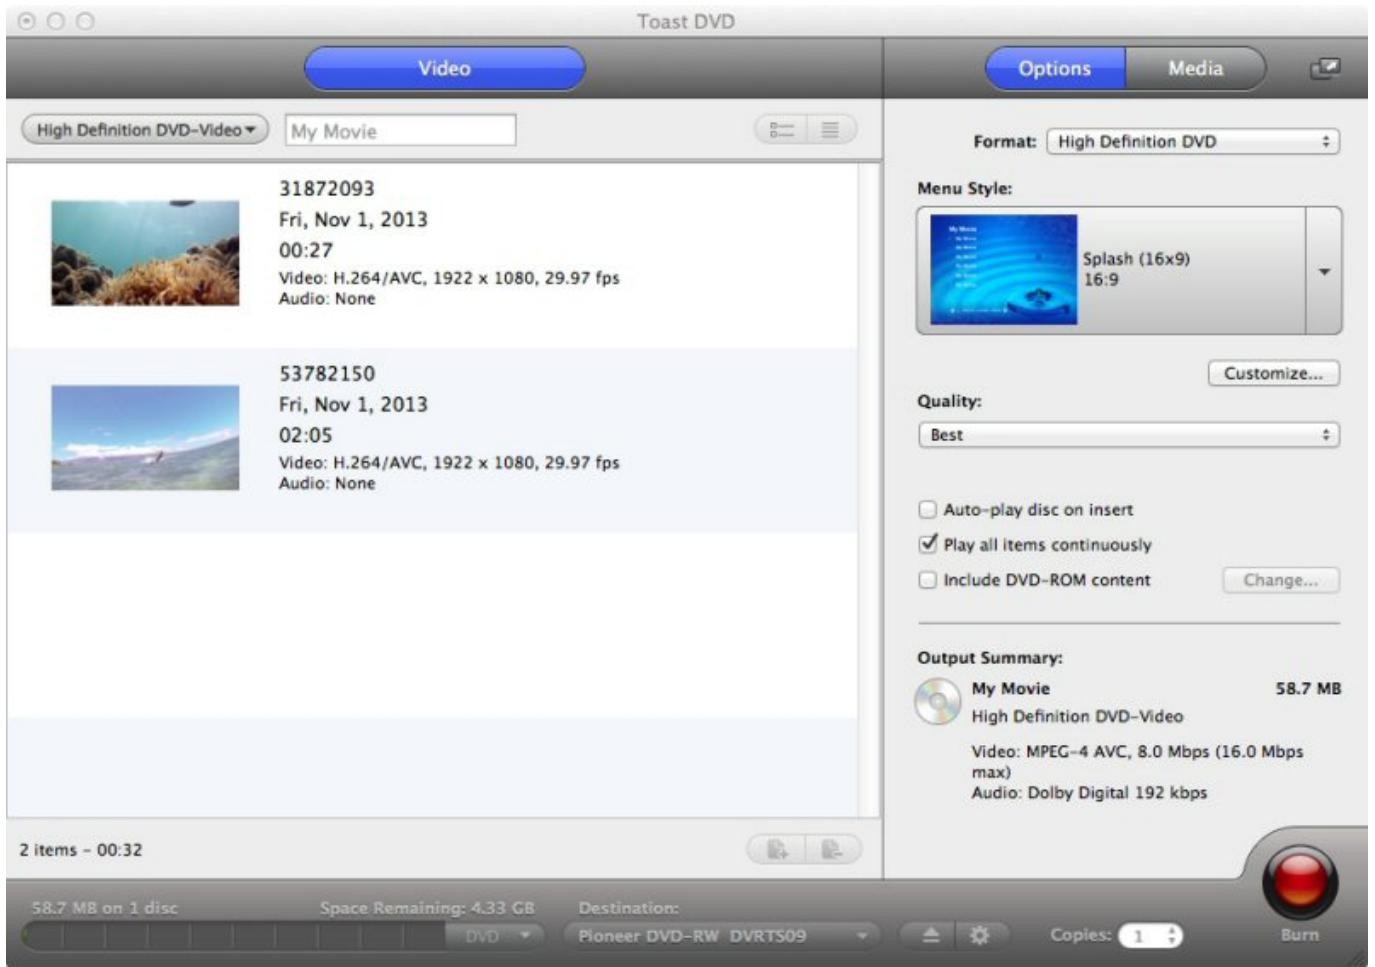 Toast DVD
Video
Options
Media
High Definition DVD-Video
My Movie
31872093
Fri, Nov 1, 2013
00:27
Video: H.264/AVC, 1922 x 1080, 29.97 fps
Audio: None
53782150
Fri, Nov 1, 2013
02:05
Video: H.264/AVC, 1922 x 1080, 29.97 fps
Audio: None
2 items - 00:32
Format: High Definition DVD
Menu Style:
My Movie
Splash (16x9)
16:9
Customize...
Quality:
Best
Auto-play disc on insert
Play all items continuously
Include DVD-ROM content
Change...
Output Summary:
My Movie 58.7 MB
High Definition DVD-Video
Video: MPEG-4 AVC, 8.0 Mbps (16.0 Mbps
max)
Audio: Dolby Digital 192 kbps
58.7 MB on 1 disc
Space Remaining: 4.33 GB
DVD
Destination:
Pioneer DVD-RW DVRTS09
Copies: 1
Burn